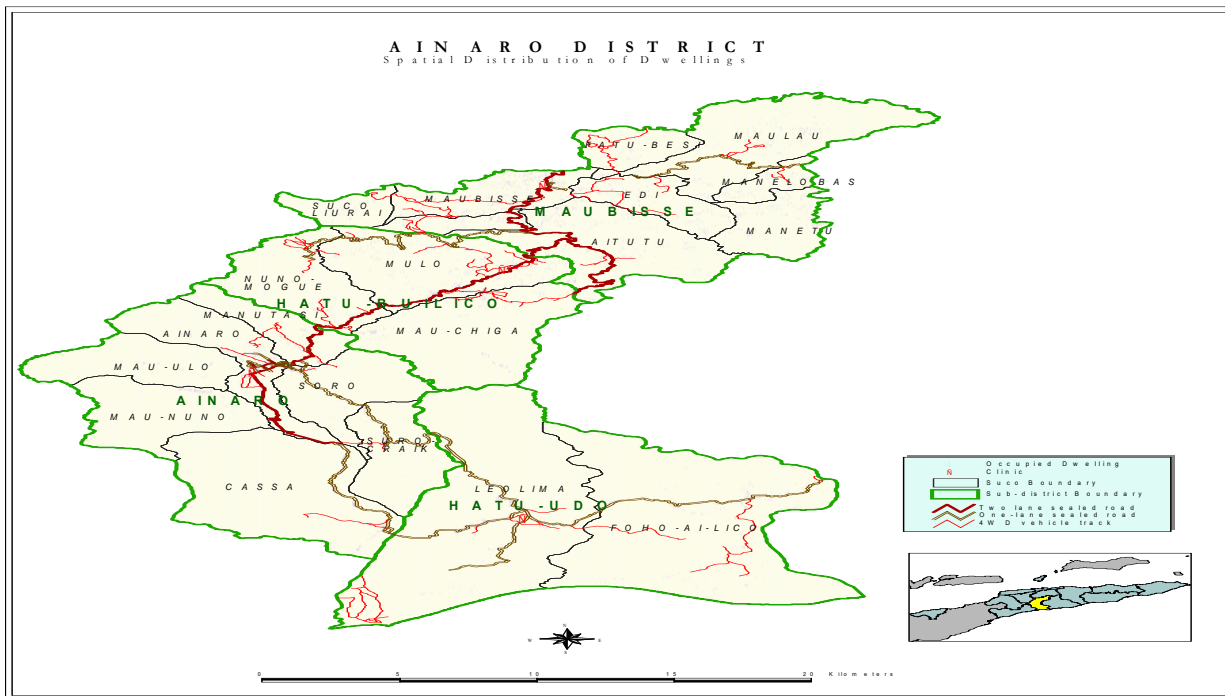 AINARO DISTRICT
Spatial Distribution of Dwellings
MAULAU
HATU-BES
MANELOBAS
EDI
MAUBISSE
SUCO
LIURAI
MAUBISSE
MANETU
AITUTU
MULO
NUNO-
MOGUE
HATU-BUILICO
MANUTASI
MAU-CHIGA
AINARO
MAU-ULO
SORO
AINARO
MAU-NUNO
SURO
CRAIK
CASSA
LEOLIMA
HATU-UDO
FOHO-AI-LICO
Occupied Dwelling
Ñ Clinic
Suco Boundary
Sub-district Boundary
Two lane sealed road
One-lane sealed road
4WD vehicle track
N
W E
S
0 5 10 15 20 Kilometers